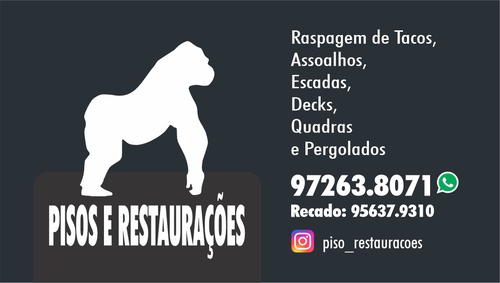 PISOS E RESTAURAÇÕES
Raspagem de Tacos,
Assoalhos,
Escadas,
Decks,
Quadras
e Pergolados
97263.8071
Recado: 95637.9310
piso_restauracoes